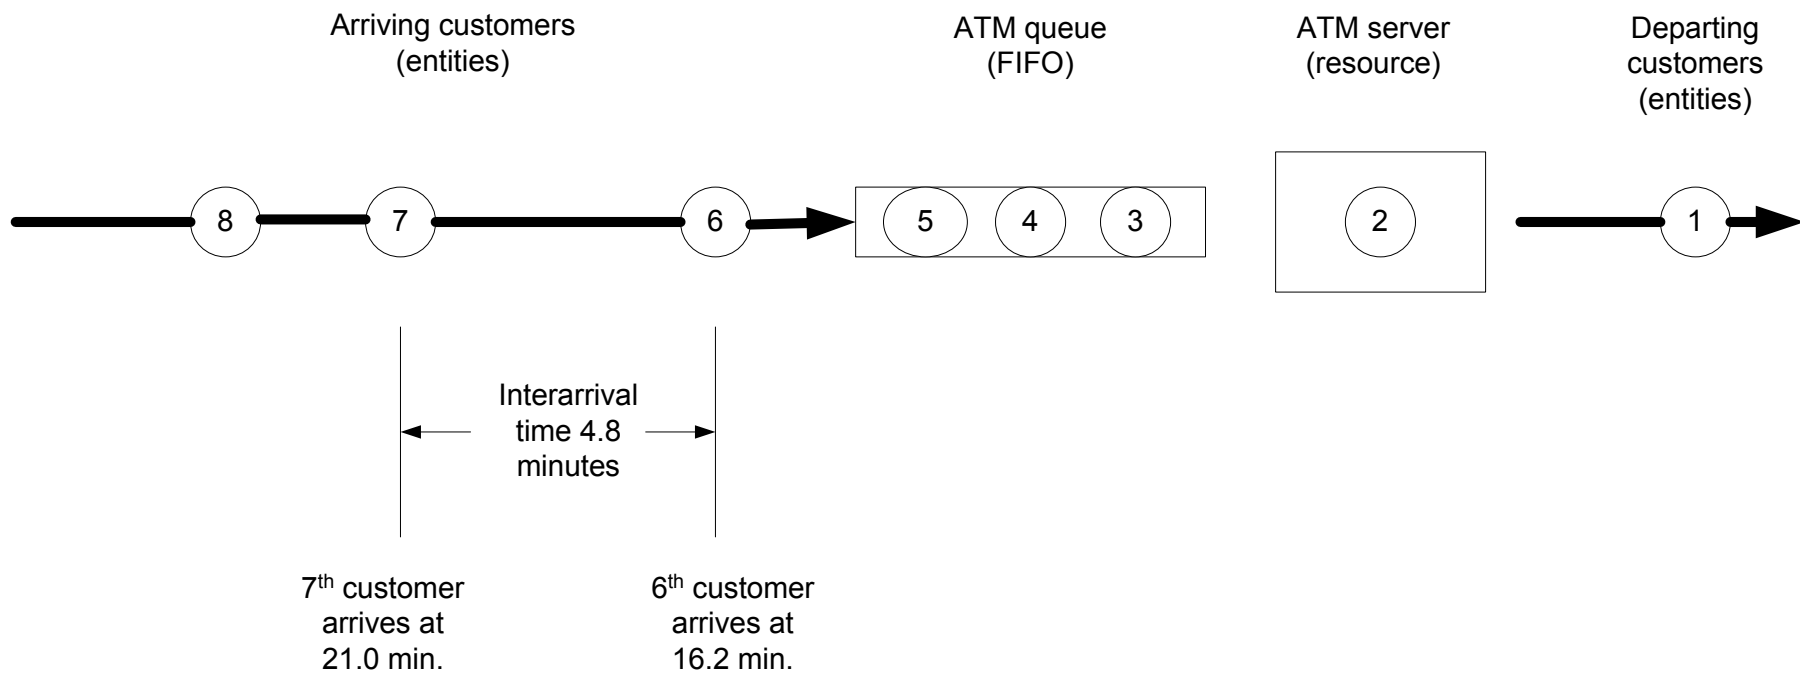 Arriving customers
(entities)
ATM queue
(FIFO)
ATM server
(resource)
Departing
customers
(entities)
8
7
6
5
4
3
2
1
Interarrival
time 4.8
minutes
7th customer
arrives at
21.0 min.
6th customer
arrives at
16.2 min.